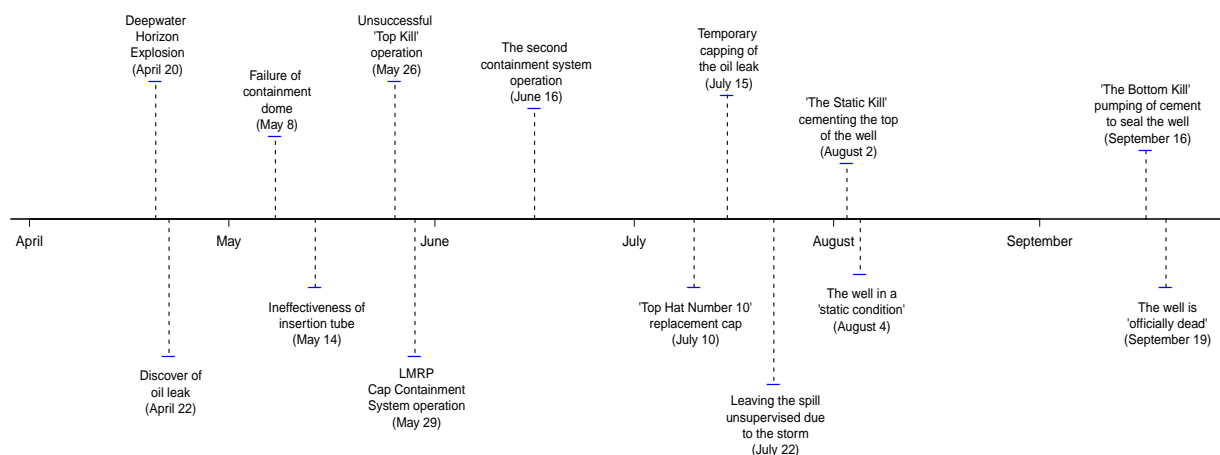 Deepwater
Horizon
Explosion
(April 20)
Failure of
containment
dome
(May 8)
Unsuccessful
'Top Kill'
operation
(May 26)
The second
containment system
operation
(June 16)
Temporary
capping of
the oil leak
(July 15)
'The Static Kill'
cementing the top
of the well
(August 2)
'The Bottom Kill'
pumping of cement
to seal the well
(September 16)
April
May
June
July
August
September
Discover of
oil leak
(April 22)
Ineffectiveness of
insertion tube
(May 14)
LMRP
Cap Containment
System operation
(May 29)
'Top Hat Number 10'
replacement cap
(July 10)
Leaving the spill
unsupervised due
to the storm
(July 22)
The well in a
'static condition'
(August 4)
The well is
'officially dead'
(September 19)